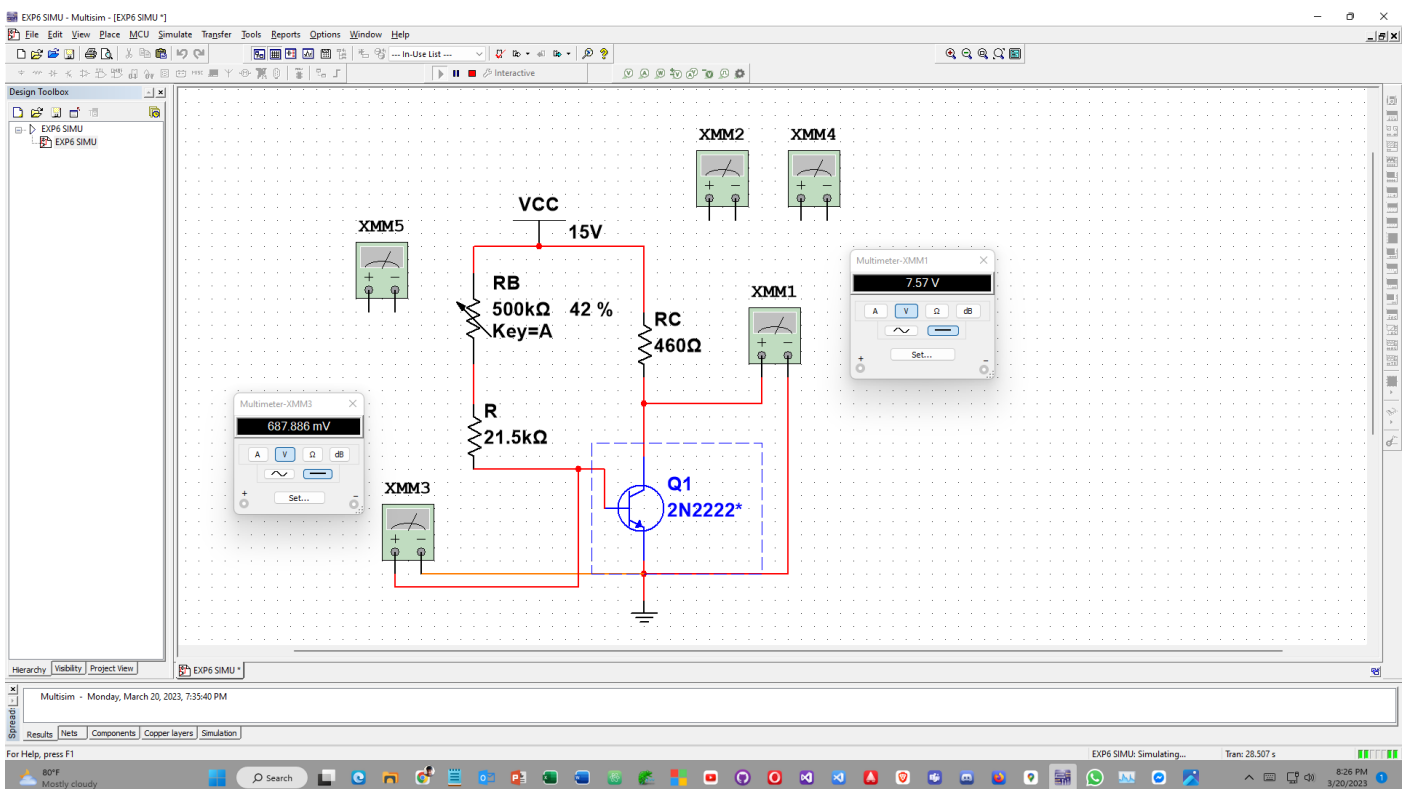 EXP6 SIMU - Multisim - [EXP6 SIMU *]
File Edit View Place MCU Simulate Transfer Tools Reports Options Window Help
--- In-Use List ---
Interactive
Design Toolbox
EXP6 SIMU
EXP6 SIMU
XMM2 XMM4
VCC
15V
XMM5
RB
500kΩ 42 %
Key=A
XMM1
RC
460Ω
Multimeter-XMM1
7.57 V
A V Ω dB
Set...
+ -
Multimeter-XMM3
687.886 mV
A V Ω dB
Set...
+ -
R
21.5kΩ
XMM3
Q1
2N2222*
Hierarchy Visibility Project View
EXP6 SIMU *
Multisim - Monday, March 20, 2023, 7:35:40 PM
Results Nets Components Copper layers Simulation
For Help, press F1
EXP6 SIMU: Simulating... Tran: 28.507 s
80°F
Mostly cloudy
Search
8:26 PM
3/20/2023